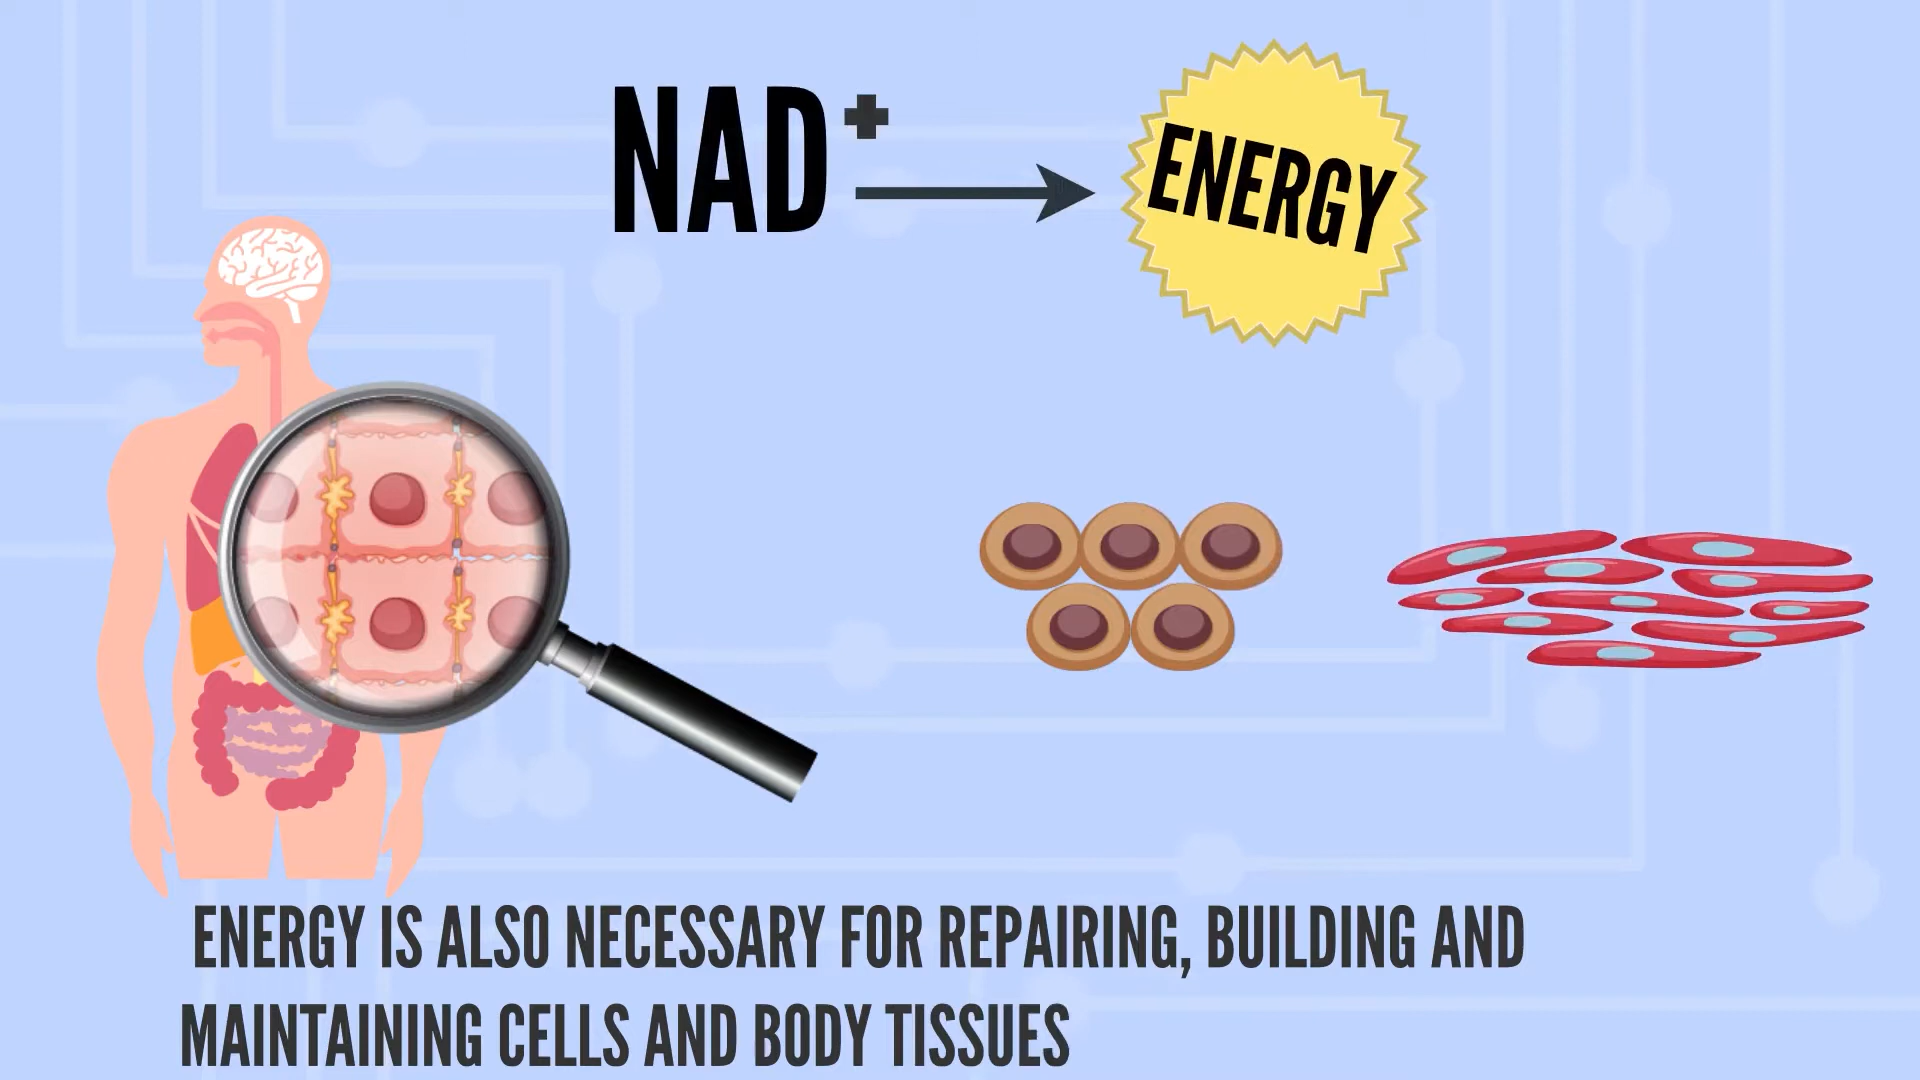 NAD+
ENERGY
ENERGY IS ALSO NECESSARY FOR REPAIRING, BUILDING AND
MAINTAINING CELLS AND BODY TISSUES